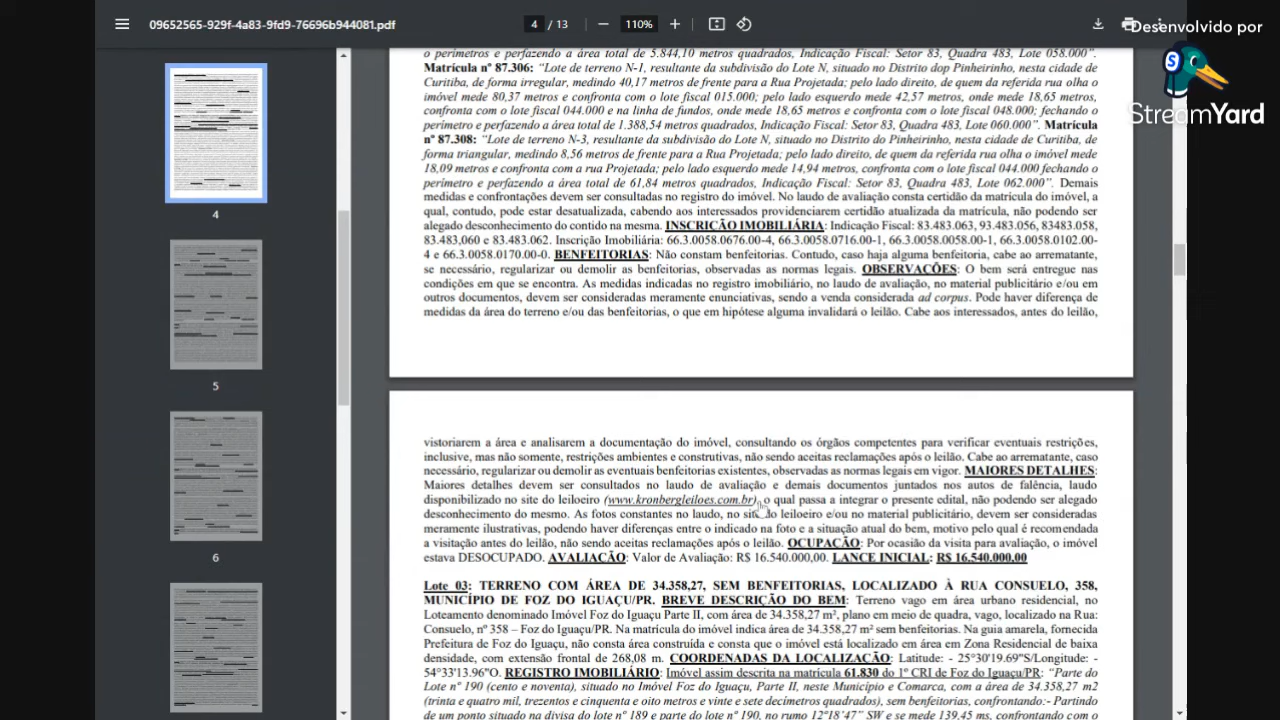 09652565-929f-4a83-9fd9-76696b944081.pdf
4 / 13
110%
Desenvolvido por
StreamYard
4
5
6
o perímetros e perfazendo a área total de 5.844,10 metros quadrados, Indicação Fiscal: Setor 83, Quadra 483, Lote 058.000".
Matrícula nº 87.306: "Lote de terreno N-1, resultante da subdivisão do Lote N, situado no Distrito do Pinheirinho, nesta cidade de
Curitiba, de forma irregular, medindo 25,62 metros de frente para a Rua Projetada; pelo lado direito, de quem da referida rua olha o
imóvel mede 80,37 metros e confronta com o lote fiscal 015.000; pelo lado esquerdo mede 42,57 metros, onde mede 18,65 metros,
confronta com o lote fiscal 044.000 e na linha de fundos, onde mede 18,65 metros e confronta com o lote fiscal 048.000; fechando o
perímetro e perfazendo a área total de 1.388,54 metros quadrados, Indicação Fiscal: Setor 83, Quadra 483, Lote 060.000". Matrícula
nº 87.308: "Lote de terreno N-3, resultante da subdivisão do Lote N, situado no Distrito do Pinheirinho, nesta cidade de Curitiba, de
forma triangular, medindo 8,56 metros de frente para a Rua Projetada; pelo lado direito, de quem da referida rua olha o imóvel mede
18,09 metros e confronta com a rua Projetada; pelo lado esquerdo mede 14,94 metros, confronta com o lote fiscal 044.000 fechando o
perímetro e perfazendo a área total de 61,84 metros quadrados, Indicação Fiscal: Setor 83, Quadra 483, Lote 062.000". Demais
medidas e confrontações devem ser consultadas no registro do imóvel. No laudo de avaliação consta certidão da matrícula do imóvel, a
qual, contudo, pode estar desatualizada, cabendo aos interessados providenciarem certidão atualizada da matrícula, não podendo ser
alegado desconhecimento do contido na mesma. INSCRIÇÃO IMOBILIÁRIA: Indicação Fiscal: 83.483.063, 93.483.056, 83483.058,
83.483,060 e 83.483.062. Inscrição Imobiliária: 66.3.0058.0676.00-4, 66.3.0058.0716.00-1, 66.3.0058.0058.00-1, 66.3.0058.0102.00-
4 e 66.3.0058.0170.00-0. BENFEITORES: Não constam benfeitorias. Contudo, caso haja alguma benfeitoria, cabe ao arrematante,
se necessário, regularizar ou demolir as benfeitorias, observadas as normas legais. OBSERVAÇÕES: O bem será entregue nas
condições em que se encontra. As medidas indicadas no registro imobiliário, no laudo de avaliação, no material publicitário e/ou em
outros documentos, devem ser consideradas meramente enunciativas, sendo a venda considerada ad corpus. Pode haver diferença de
medidas da área do terreno e/ou das benfeitorias, o que em hipótese alguma invalidará o leilão. Cabe aos interessados, antes do leilão,
vistoriarem a área e analisarem a documentação do imóvel, consultando os órgãos competentes para verificar eventuais restrições,
inclusive, mas não somente, restrições ambientes e construtivas, não sendo aceitas reclamações após o leilão. Cabe ao arrematante, caso
necessário, regularizar ou demolir as eventuais benfeitorias existentes, observadas as normas legais em vigor. MAIORES DETALHES:
Maiores detalhes devem ser consultados no laudo de avaliação e demais documentos juntados nos autos de falência, laudo
disponibilizado no site do leiloeiro (www.kronbergleiloes.com.br), o qual passa a integrar o presente edital, não podendo ser alegado
desconhecimento do mesmo. As fotos constantes no laudo, no site do leiloeiro e/ou no material publicitário, devem ser consideradas
meramente ilustrativas, podendo haver diferença entre o indicado na foto e a situação atual do bem, motivo pelo qual é recomendada
a visitação antes do leilão, não sendo aceitas reclamações após o leilão. OCUPAÇÃO: Por ocasião da visita para avaliação, o imóvel
estava DESOCUPADO. AVALIAÇÃO: Valor de Avaliação: R$ 16.540.000,00. LANCE INICIAL: R$ 16.540.000,00
Lote 03: TERRENO COM ÁREA DE 34.358,27, SEM BENFEITORIAS, LOCALIZADO À RUA CONSUELO, 358,
MUNICÍPIO DE FOZ DO IGUAÇU/PR. BREVE DESCRIÇÃO DO BEM: Terreno vago em área urbano residencial, no
Loteamento denominado Imóvel Foz do Iguaçu Parte II, com área de 34.358,27 m², plano em meio de quadra, vago, localizado na Rua:
Consuelo, nº 358 – Foz do Iguaçu/PR. Na matrícula do imóvel indica área de 34.358,27 m² sem benfeitorias. Na guia amarela, fornecida
Prefeitura de Foz do Iguaçu, não consta área construída e consta que o imóvel está localizado em área em Zona Residencial de baixa
densidade, com extensão frontal de 268,68 m. COORDENADAS DA LOCALIZAÇÃO: Latitude: - 25°30'19.69"S/Longitude: -
54°33'13.96"O. REGISTRO IMOBILIÁRIO: Imóvel assim descrita na matrícula 61.830 do 1º CRI de Foz do Iguaçu/PR: "Parte do
Lote nº 190 (cento e noventa), situado no Imóvel Foz do Iguaçu, Parte II, neste Município e Comarca, com a área de 34.358,27 m2
(trinta e quatro mil, trezentos e cinquenta e oito metros e vinte e sete decímetros quadrados), sem benfeitorias, confrontando:- Partindo
de um ponto situado na divisa do lote nº 189 e parte do lote nº 190, no rumo 12°18'47" SW e se mede 139,45 ms, confrontando com o